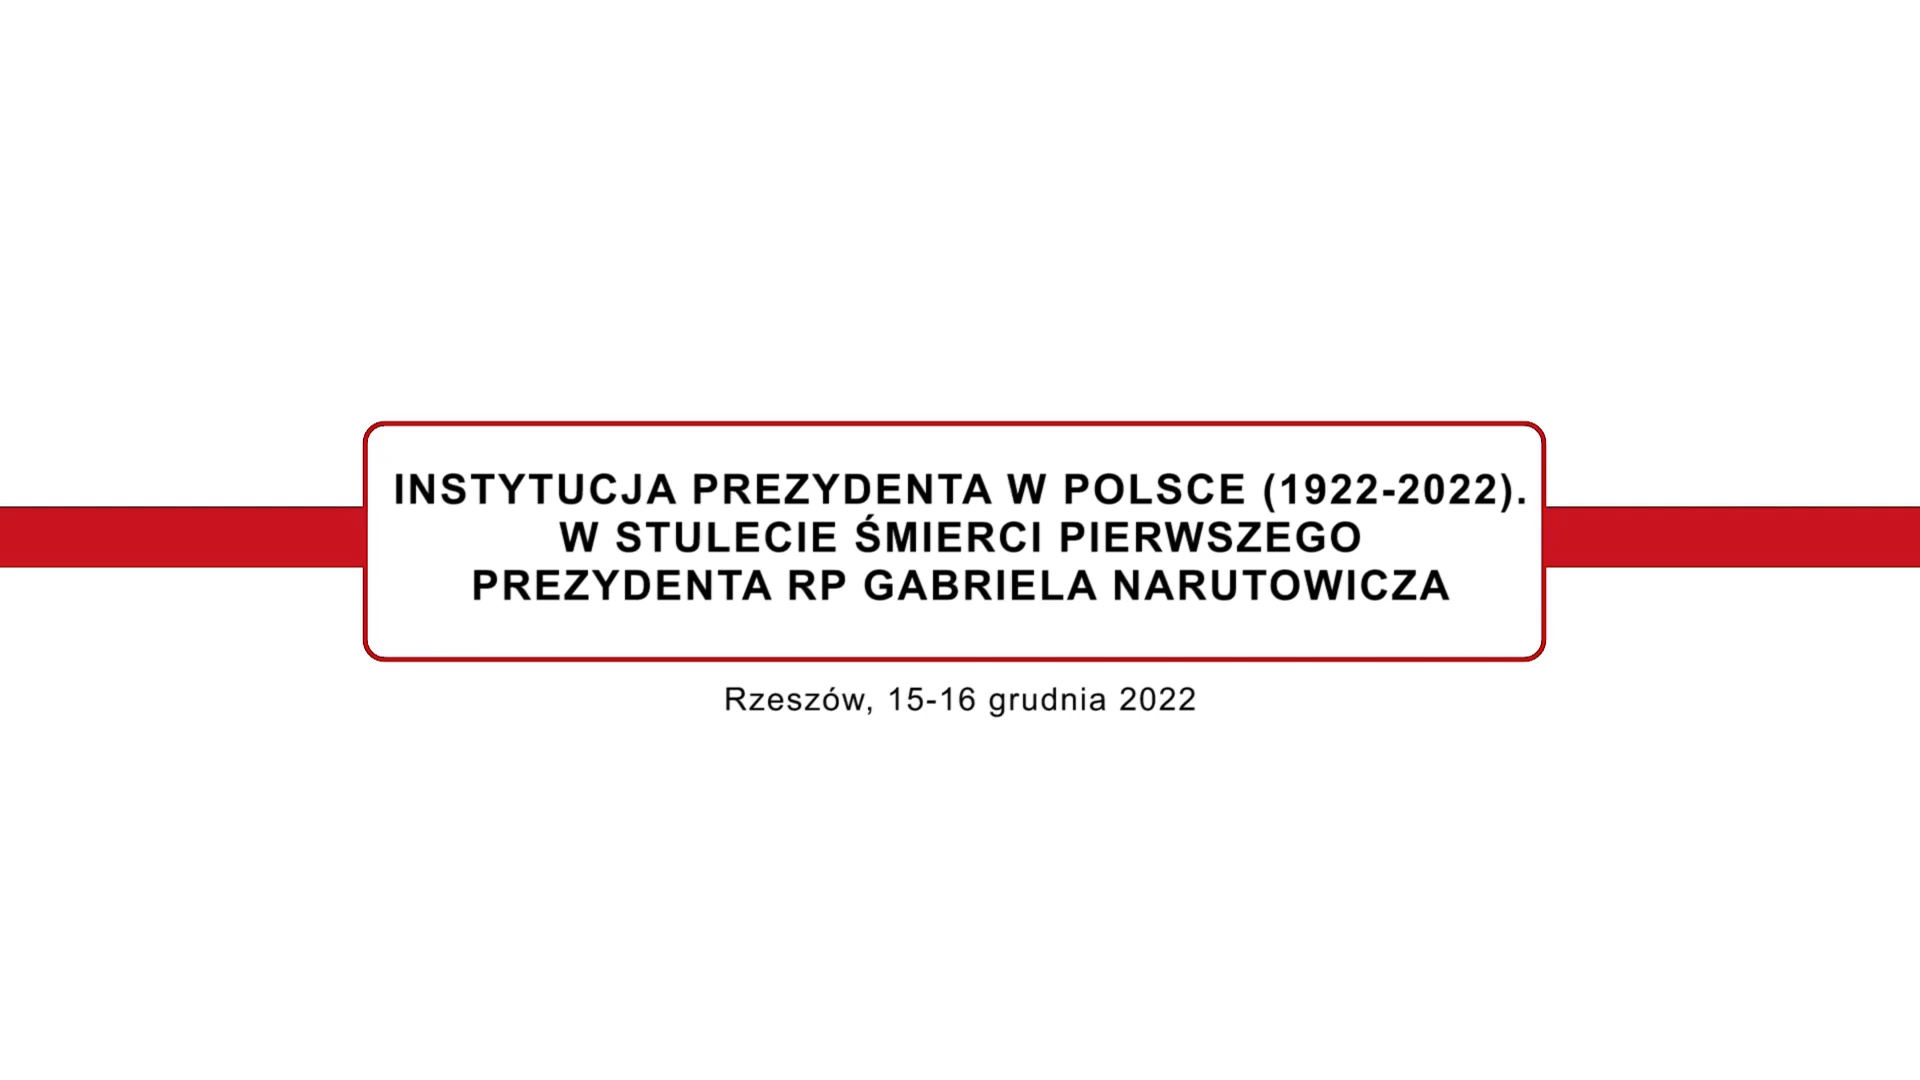 INSTYTUCJA PREZYDENTA W POLSCE (1922-2022).
W STULECIE ŚMIERCI PIERWSZEGO
PREZYDENTA RP GABRIELA NARUTOWICZA
Rzeszów, 15-16 grudnia 2022